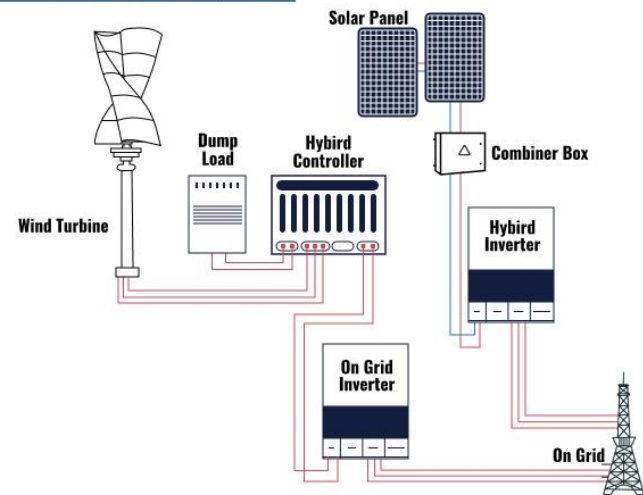 Solar Panel
Dump
Load
Hybird
Controller
Combiner Box
Wind Turbine
Hybird
Inverter
On Grid
Inverter
On Grid